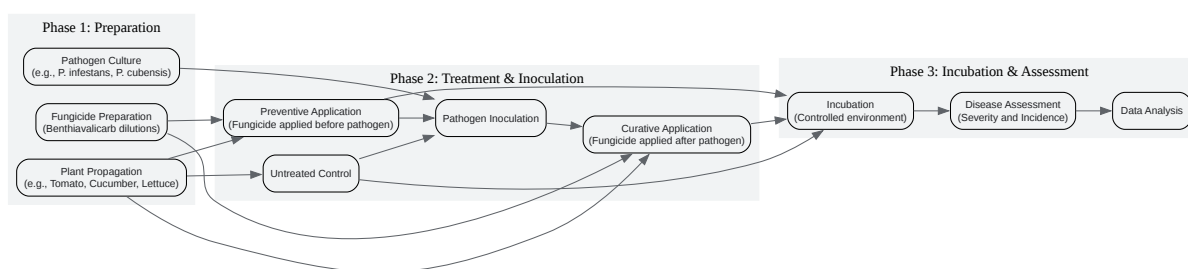 Phase 1: Preparation
Pathogen Culture
(e.g., P. infestans, P. cubensis)
Fungicide Preparation
(Benthiavalicarb dilutions)
Plant Propagation
(e.g., Tomato, Cucumber, Lettuce)
Phase 2: Treatment & Inoculation
Preventive Application
(Fungicide applied before pathogen)
Pathogen Inoculation
Untreated Control
Curative Application
(Fungicide applied after pathogen)
Phase 3: Incubation & Assessment
Incubation
(Controlled environment)
Disease Assessment
(Severity and Incidence)
Data Analysis